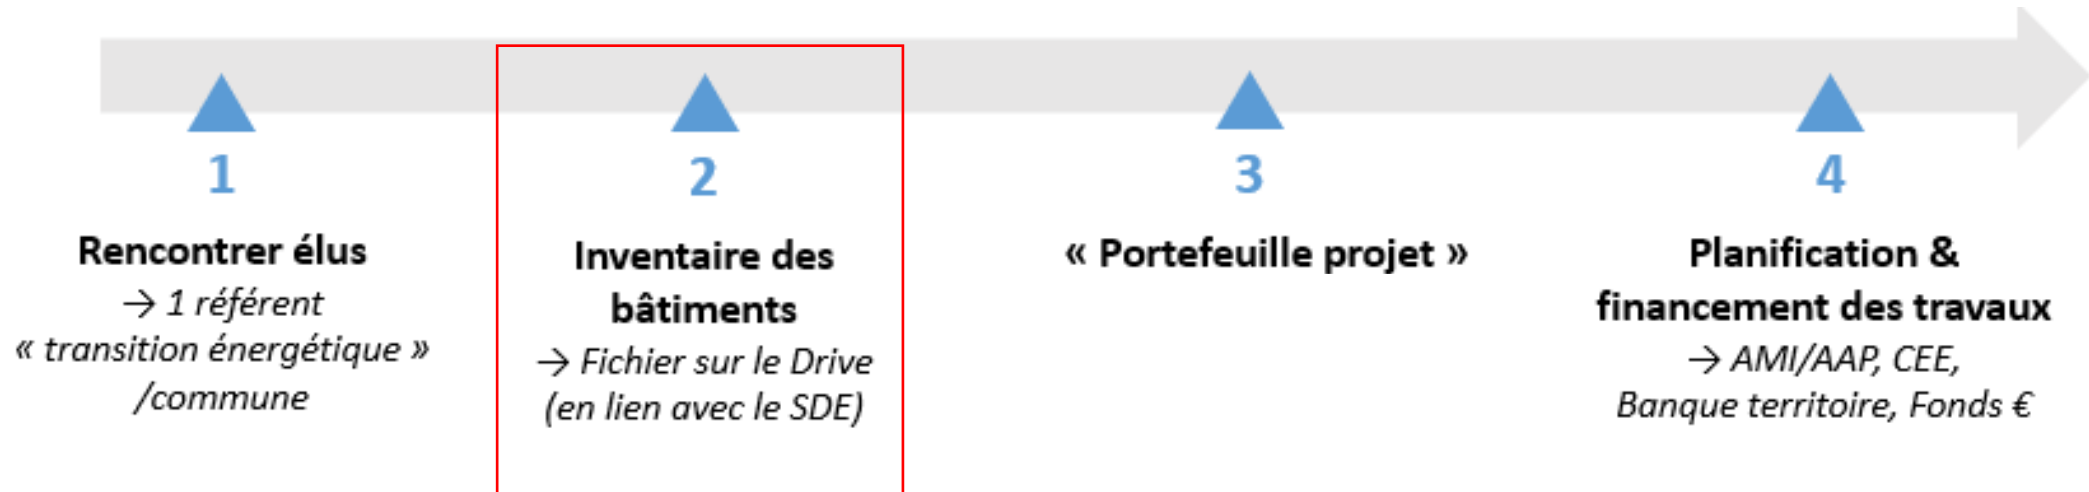 1
Rencontrer élus
→ 1 référent
« transition énergétique »
/commune
2
Inventaire des
bâtiments
→ Fichier sur le Drive
(en lien avec le SDE)
3
« Portefeuille projet »
4
Planification &
financement des travaux
→ AMI/AAP, CEE,
Banque territoire, Fonds €